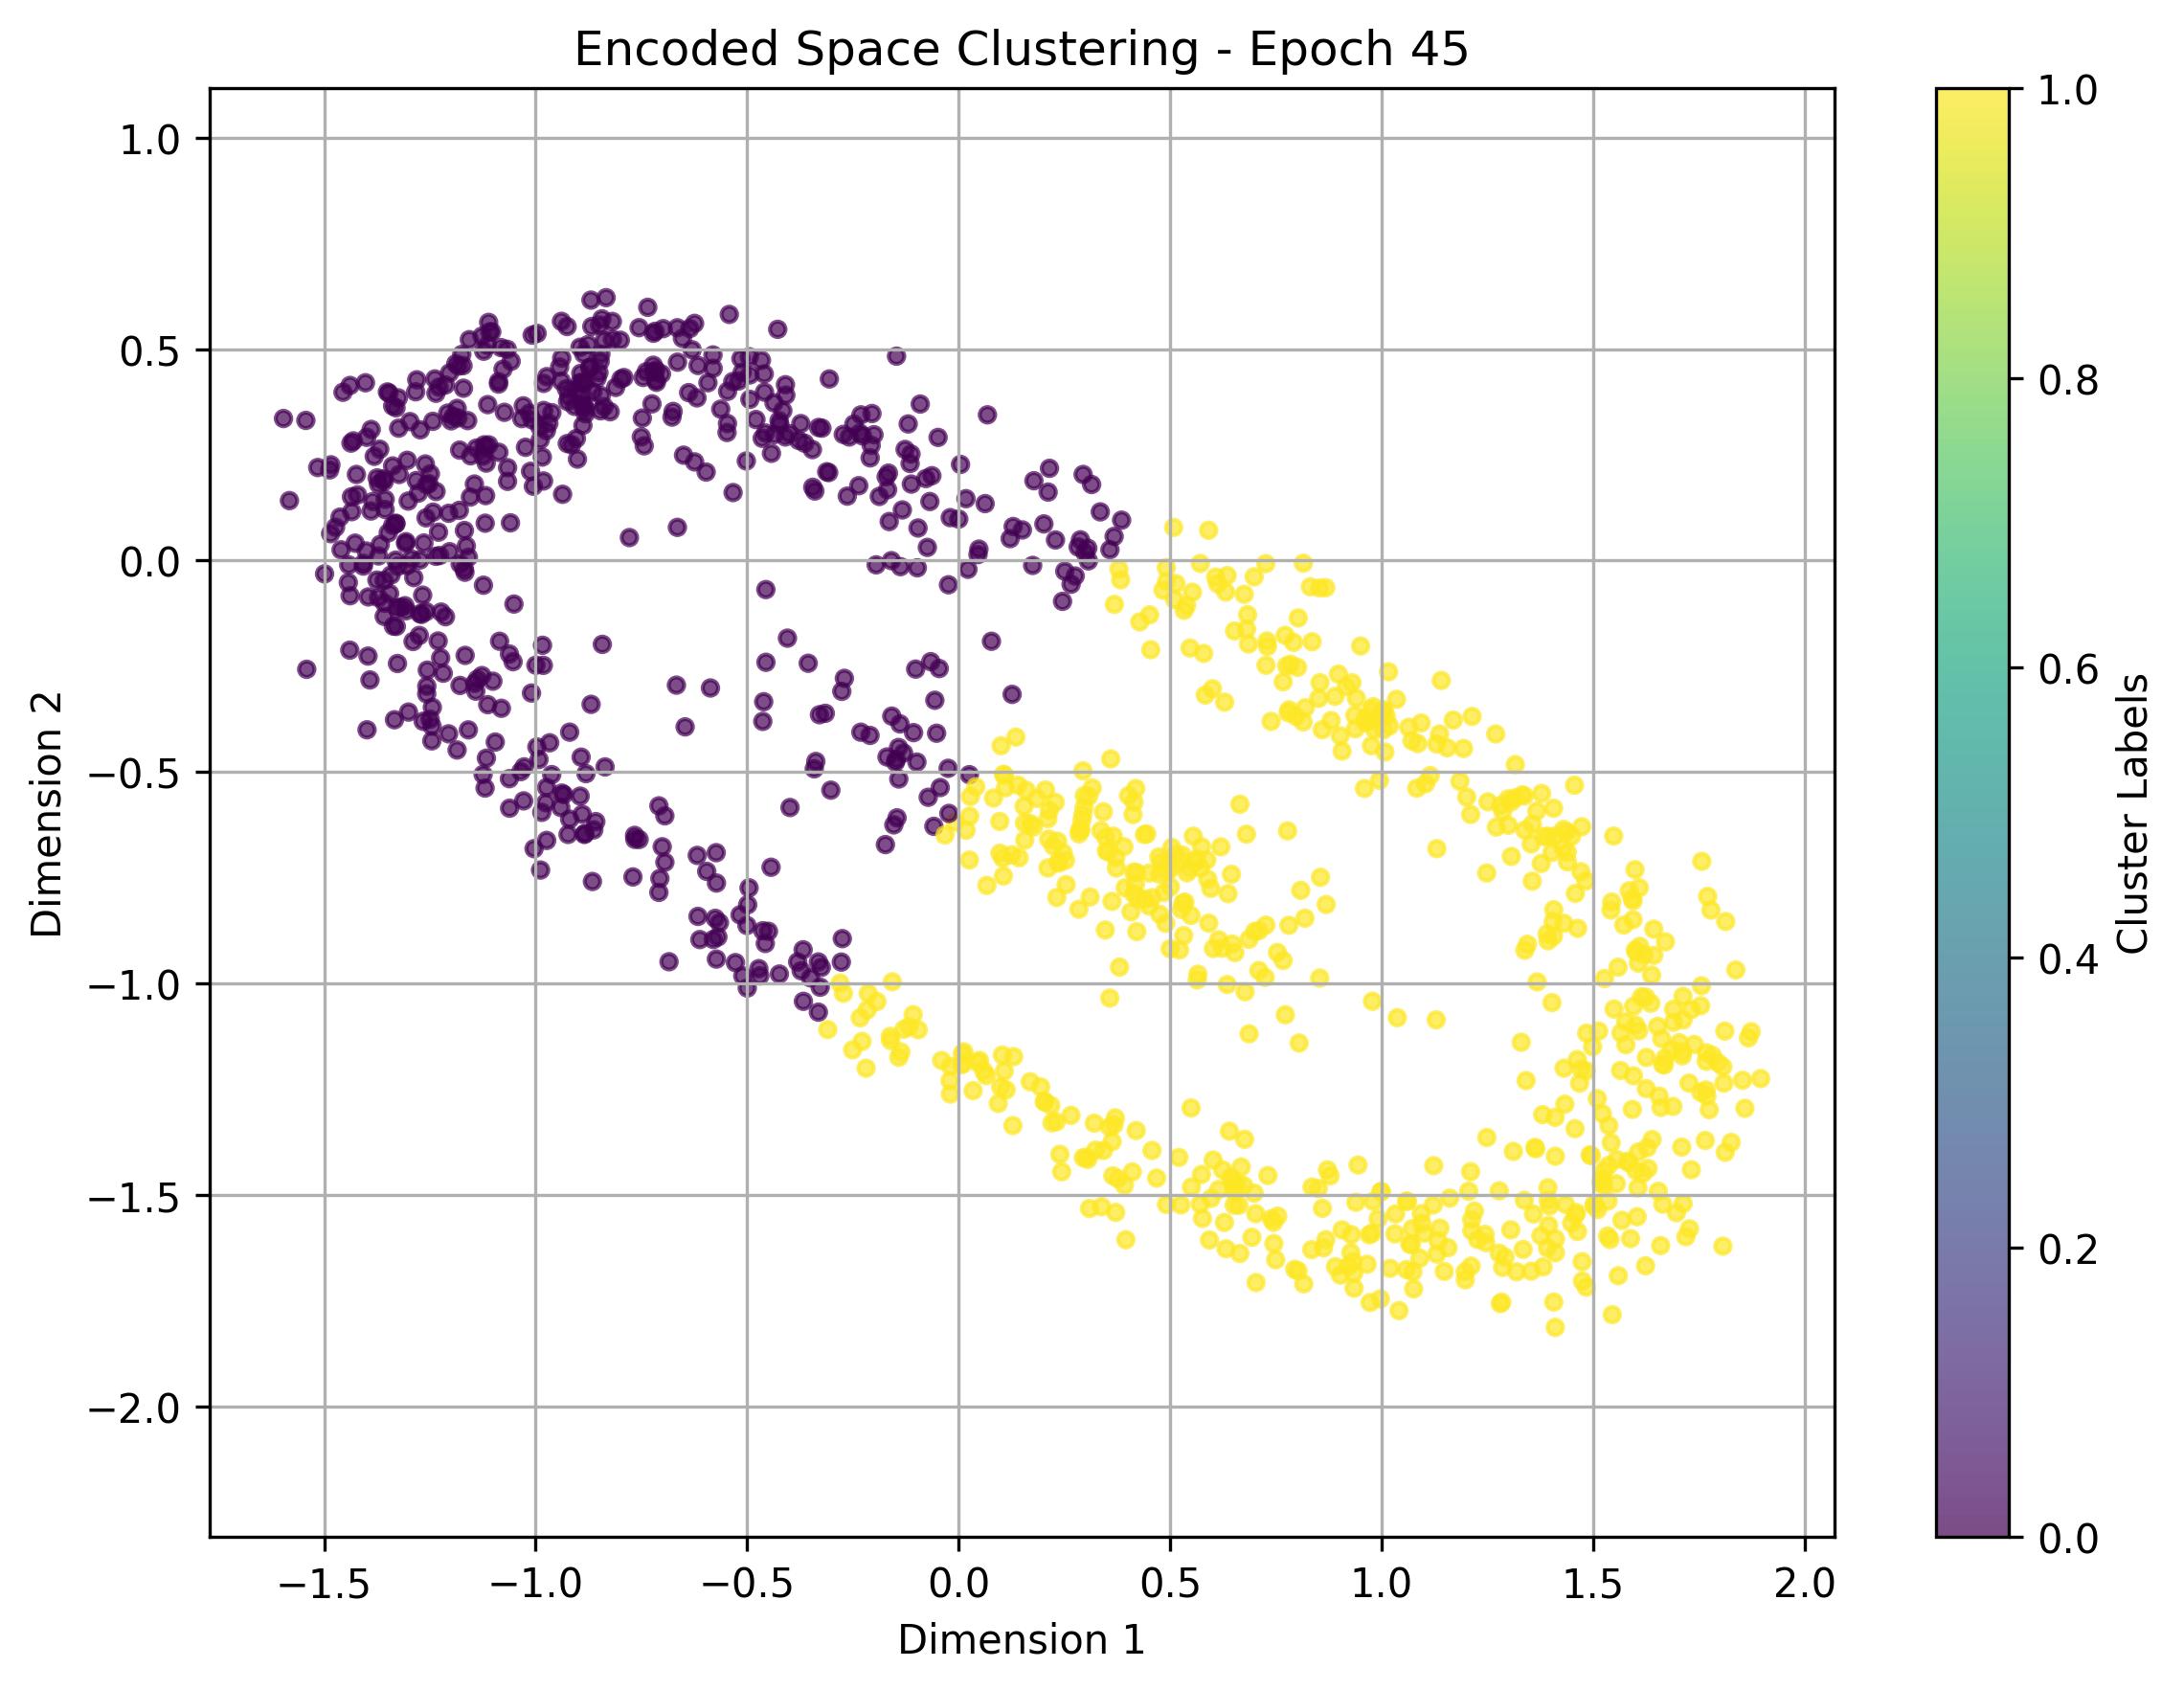 Encoded Space Clustering - Epoch 45
1.0
0.5
0.0
−0.5
−1.0
−1.5
−2.0
Dimension 2
−1.5 −1.0 −0.5 0.0 0.5 1.0 1.5 2.0
Dimension 1
1.0
0.8
0.6
0.4
0.2
0.0
Cluster Labels